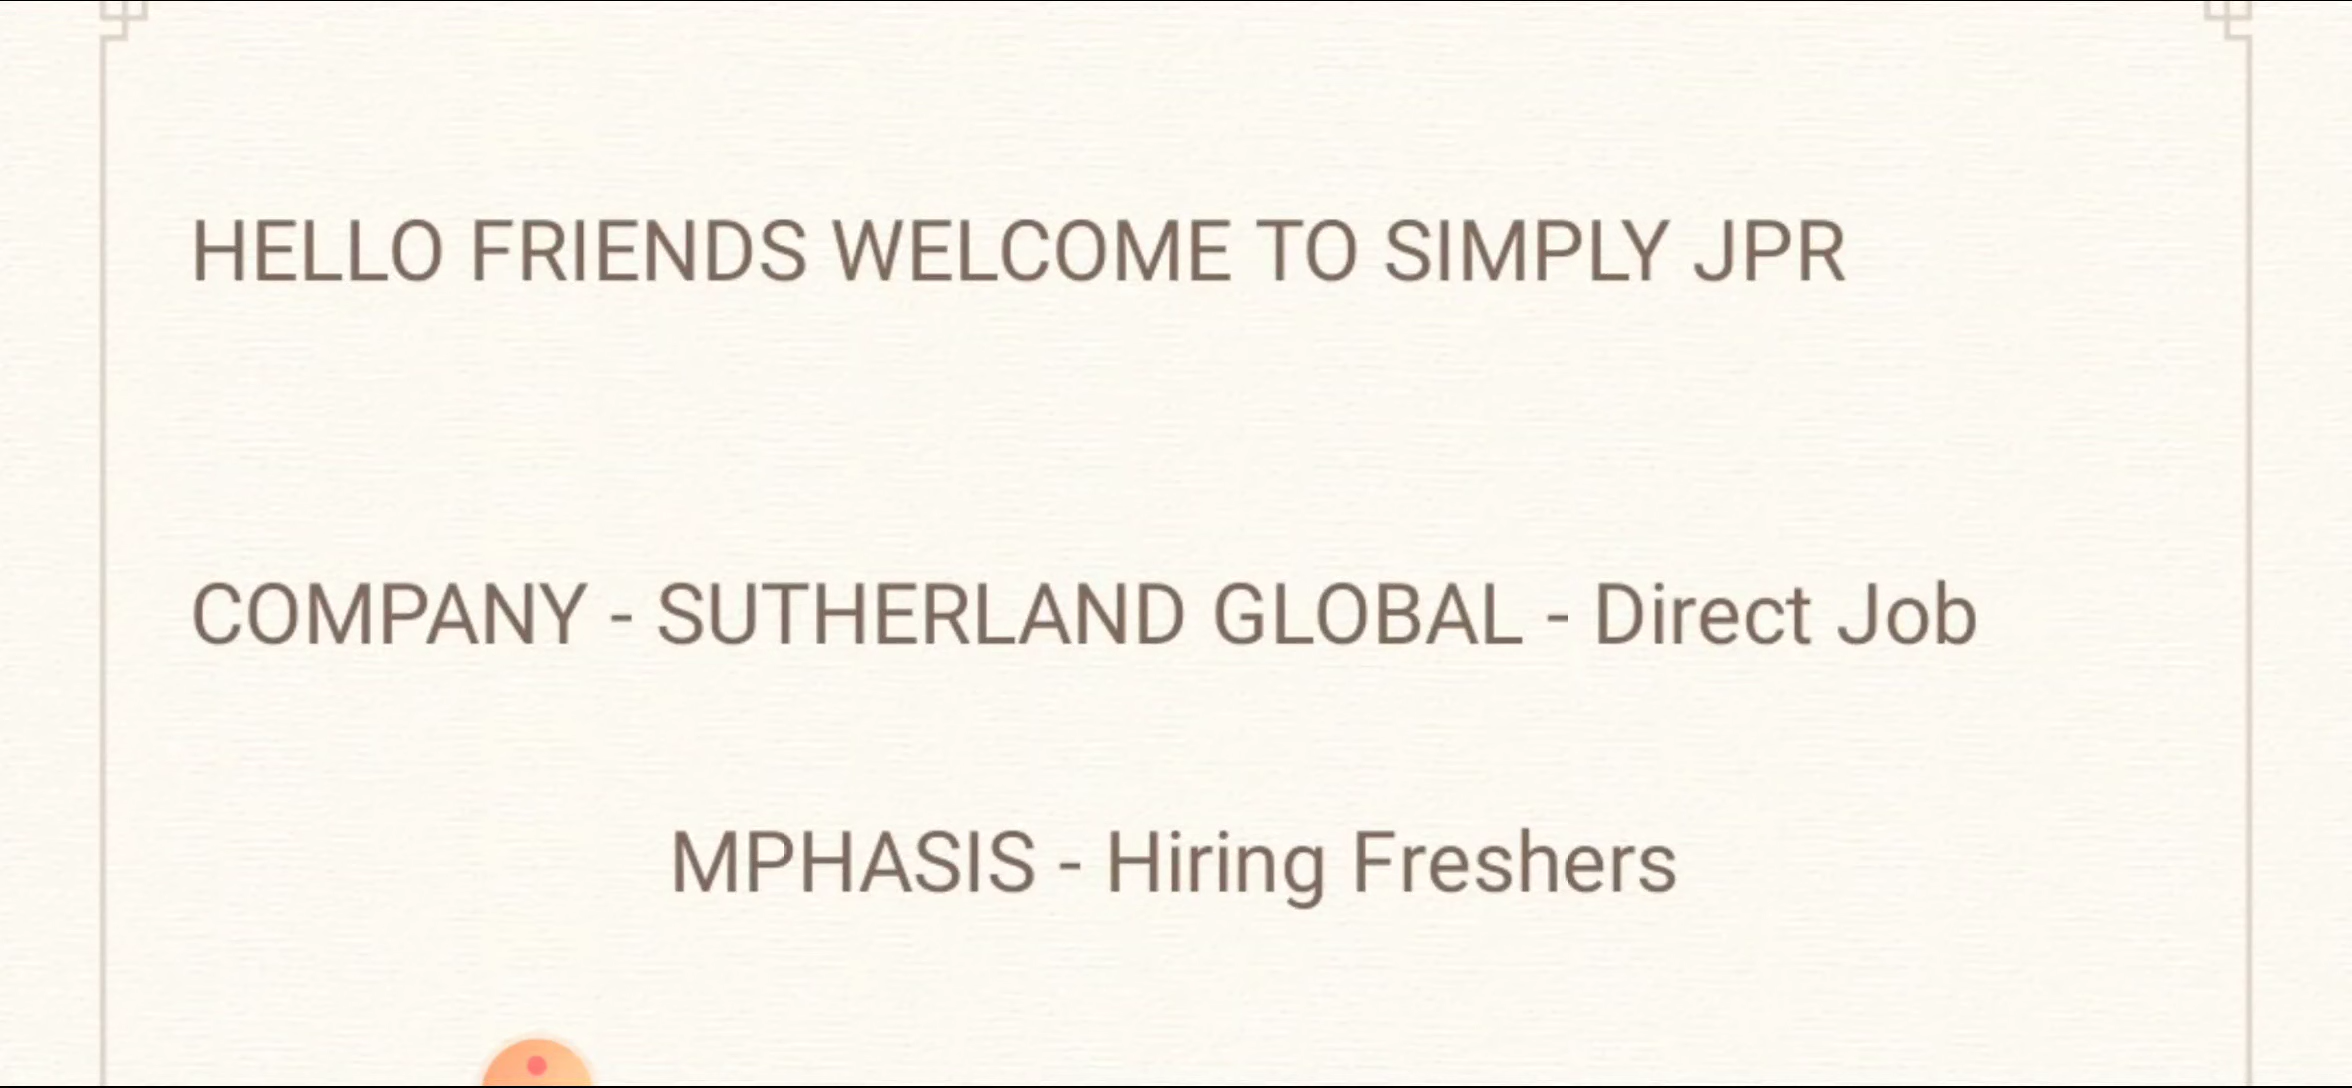 HELLO FRIENDS WELCOME TO SIMPLY JPR
COMPANY - SUTHERLAND GLOBAL - Direct Job
MPHASIS - Hiring Freshers